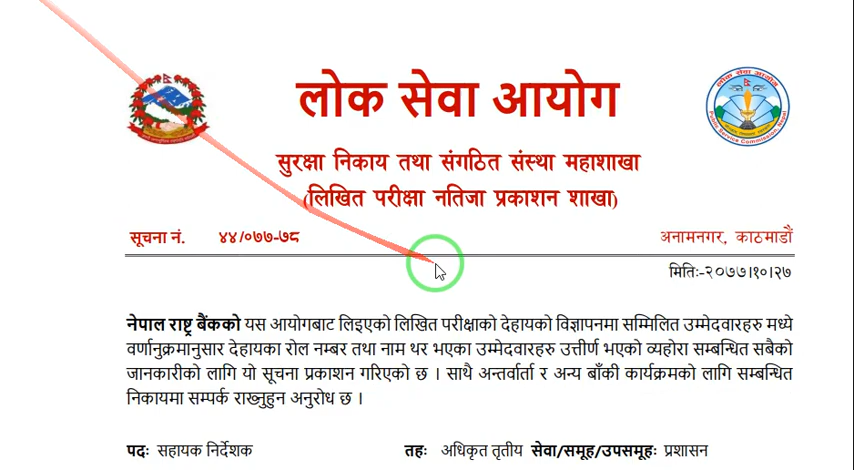 लोक सेवा आयोग
सुरक्षा निकाय तथा संगठित संस्था महाशाखा
(लिखित परीक्षा नतिजा प्रकाशन शाखा)
सूचना नं. ४४/०७७-७८ अनामनगर, काठमाडौं
मितिः-२०७७।१०।२७
नेपाल राष्ट्र बैंकको यस आयोगबाट लिइएको लिखित परीक्षाको देहायको विज्ञापनमा सम्मिलित उम्मेदवारहरु मध्ये
वर्णानुक्रमानुसार देहायका रोल नम्बर तथा नाम थर भएका उम्मेदवारहरु उत्तीर्ण भएको व्यहोरा सम्बन्धित सबैको
जानकारीको लागि यो सूचना प्रकाशन गरिएको छ । साथै अन्तर्वार्ता र अन्य बाँकी कार्यक्रमको लागि सम्बन्धित
निकायमा सम्पर्क राख्नुहुन अनुरोध छ ।
पदः सहायक निर्देशक तहः अधिकृत तृतीय सेवा/समूह/उपसमूहः प्रशासन